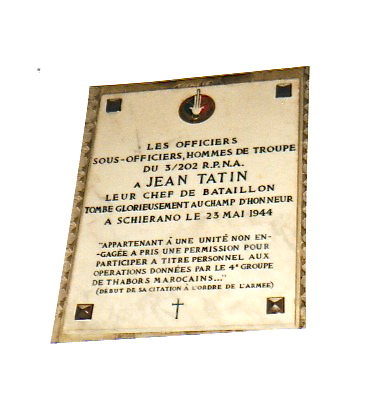 LES OFFICIERS
SOUS-OFFICIERS, HOMMES DE TROUPE
DU 3/202 R.P.N.A.
A JEAN TATIN
LEUR CHEF DE BATAILLON
TOMBE GLORIEUSEMENT AU CHAMP D'HONNEUR
A SCHIERANO LE 23 MAI 1944
"APPARTENANT À UNE UNITÉ NON EN-
GAGÉE A PRIS UNE PERMISSION POUR
PARTICIPER A TITRE PERSONNEL AUX
OPERATIONS DONNÉES PAR LE 4e GROUPE
DE THABORS MAROCAINS..."
(DEBUT DE SA CITATION À L'ORDRE DE L'ARMEE)